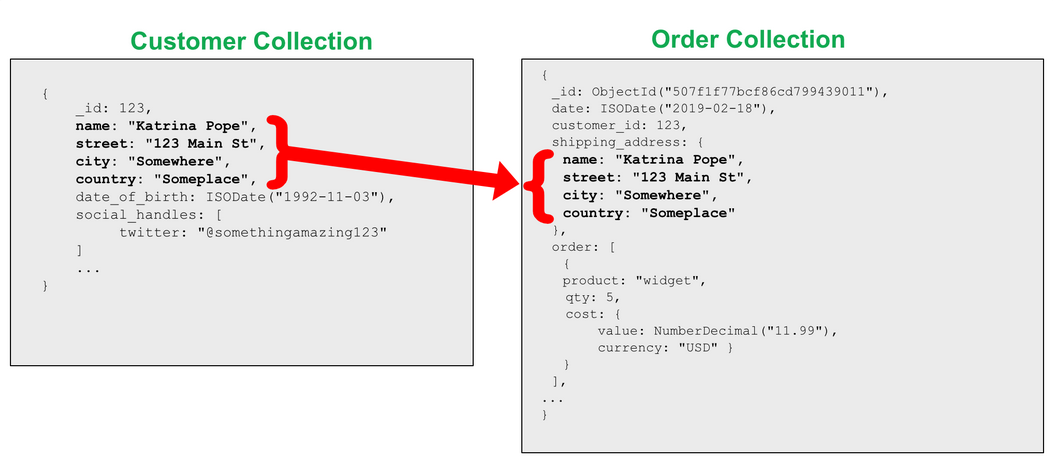 Customer Collection
{
_id: 123,
name: "Katrina Pope",
street: "123 Main St",
city: "Somewhere",
country: "Someplace",
date_of_birth: ISODate("1992-11-03"),
social_handles: [
twitter: "@somethingamazing123"
]
...
}
Order Collection
{
_id: ObjectId("507f1f77bcf86cd799439011"),
date: ISODate("2019-02-18"),
customer_id: 123,
shipping_address: {
name: "Katrina Pope",
street: "123 Main St",
city: "Somewhere",
country: "Someplace"
},
order: [
{
product: "widget",
qty: 5,
cost: {
value: NumberDecimal("11.99"),
currency: "USD" }
}
],
...
}